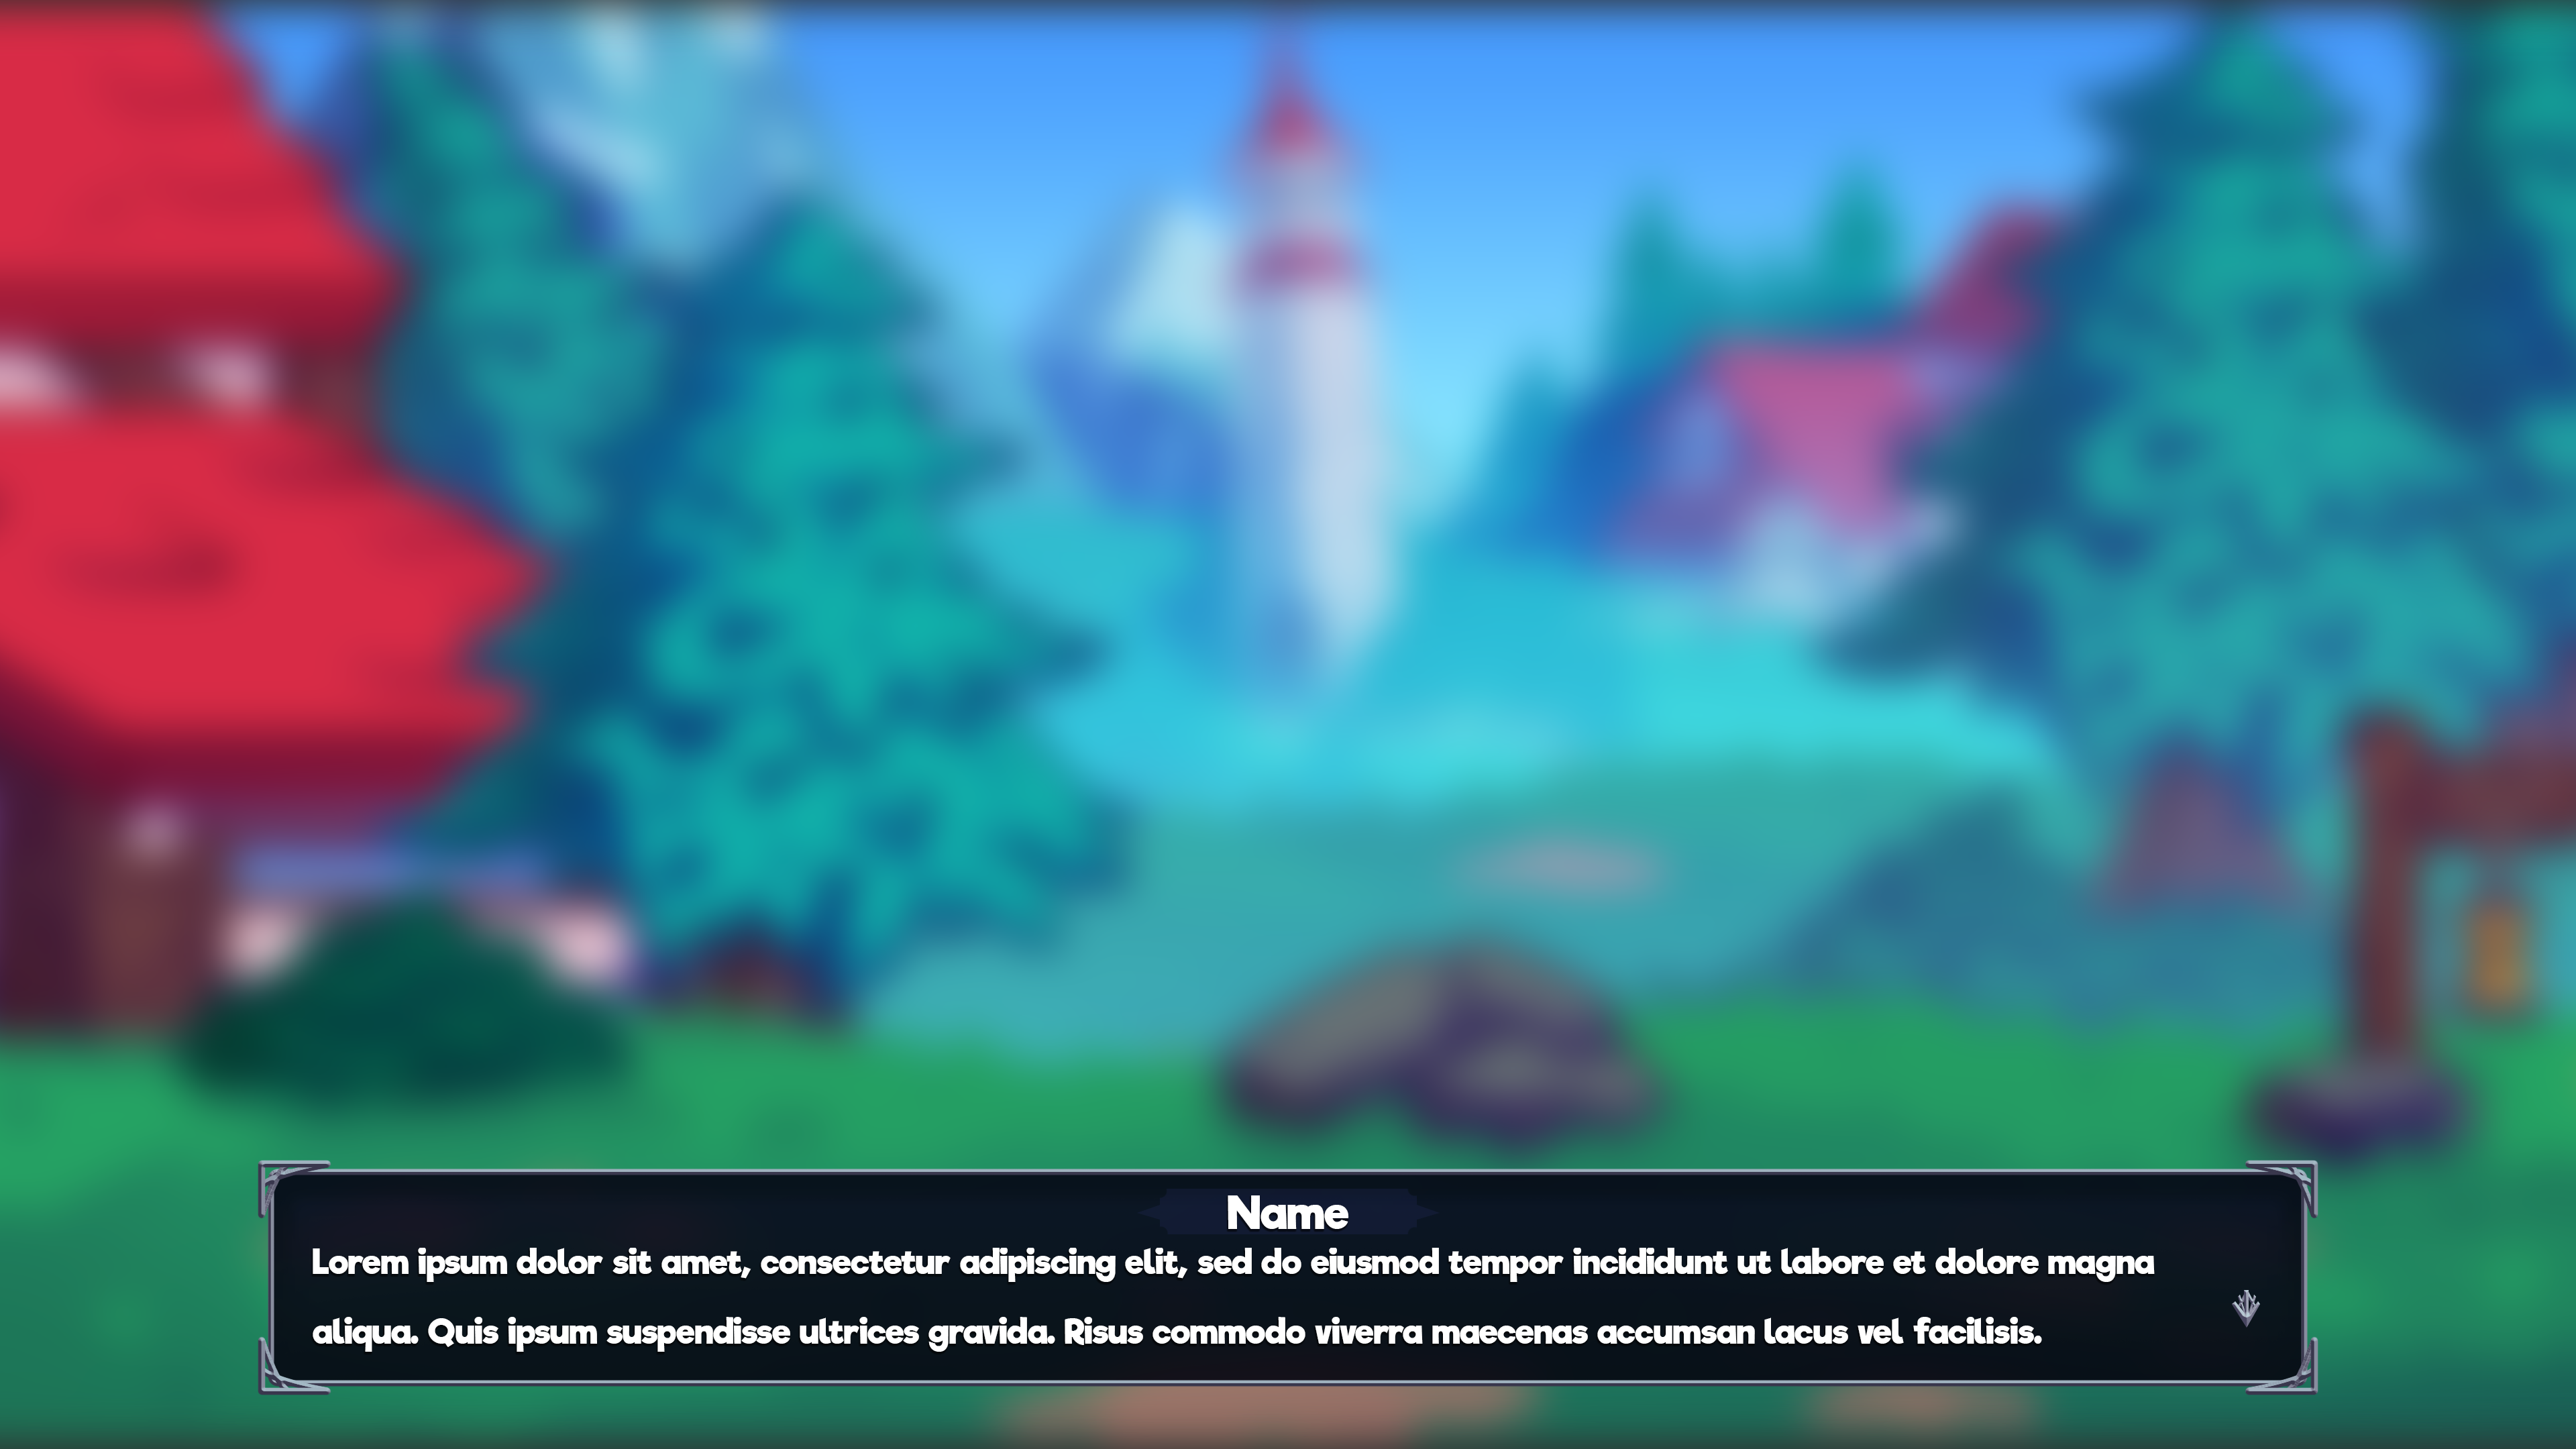 Name
Lorem ipsum dolor sit amet, consectetur adipiscing elit, sed do eiusmod tempor incididunt ut labore et dolore magna
aliqua. Quis ipsum suspendisse ultrices gravida. Risus commodo viverra maecenas accumsan lacus vel facilisis.